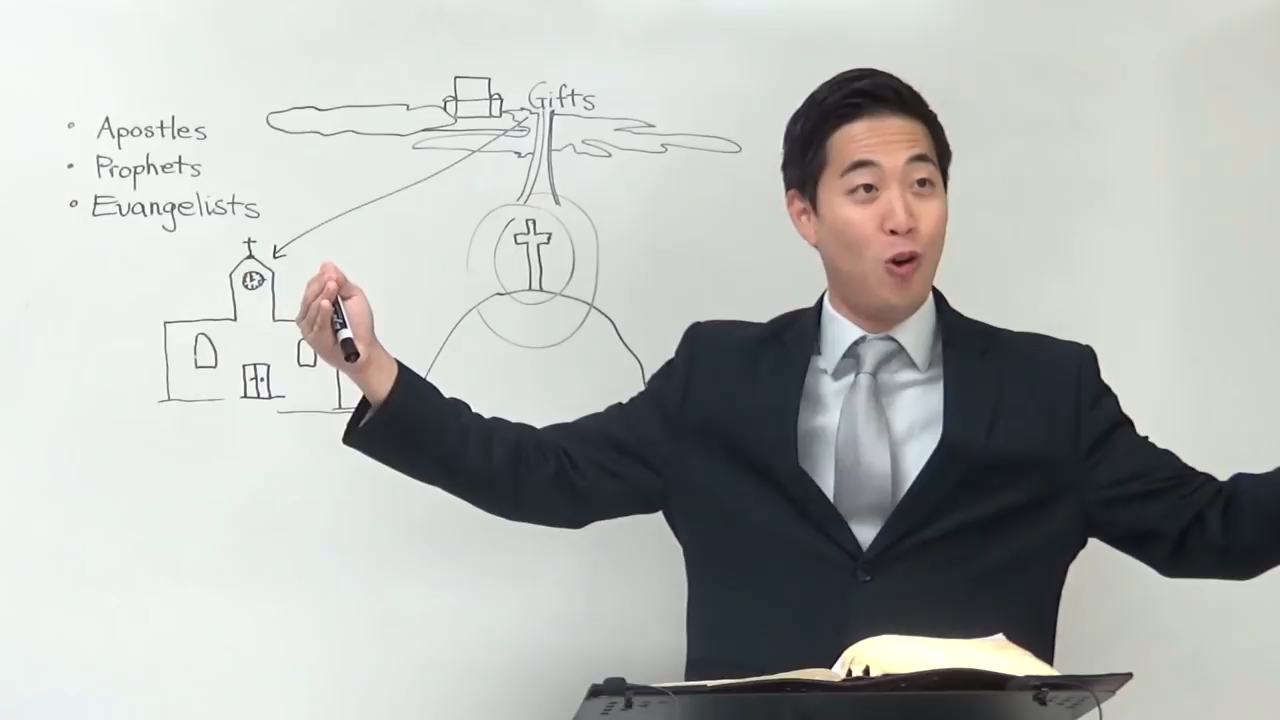 Gifts
• Apostles
• Prophets
• Evangelists